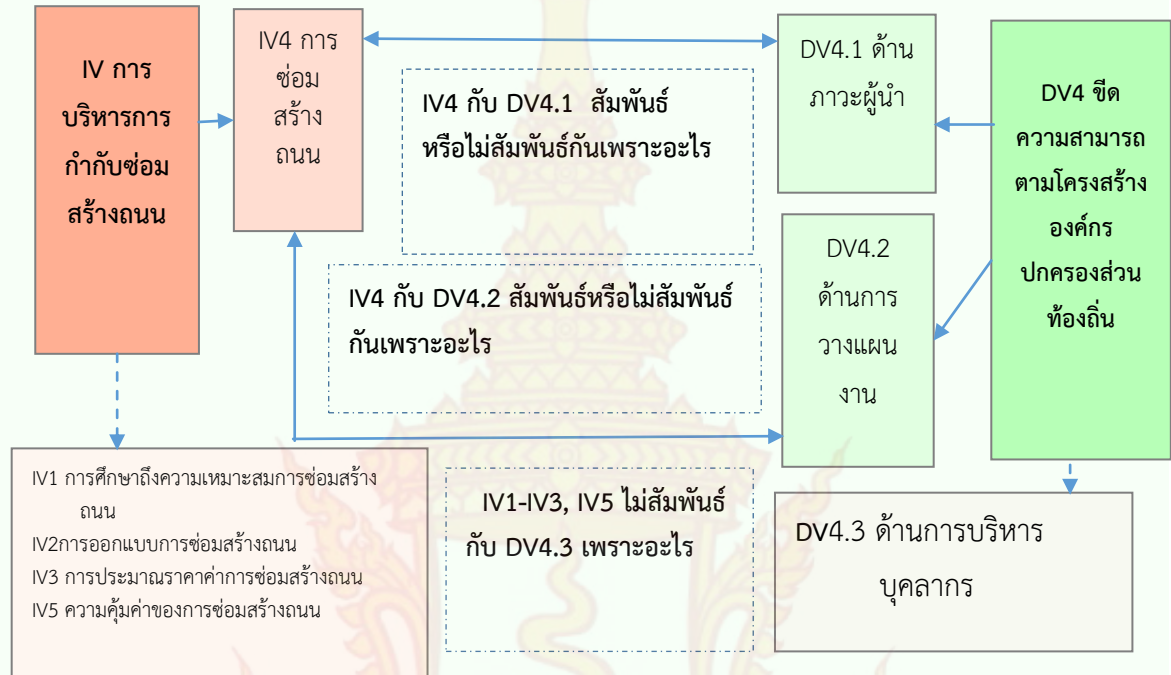 IV การ
บริหารการ
กำกับซ่อม
สร้างถนน
IV4 การ
ซ่อม
สร้าง
ถนน
IV4 กับ DV4.1 สัมพันธ์
หรือไม่สัมพันธ์กันเพราะอะไร
DV4.1 ด้าน
ภาวะผู้นำ
DV4 ขีด
ความสามารถ
ตามโครงสร้าง
องค์กร
ปกครองส่วน
ท้องถิ่น
IV4 กับ DV4.2 สัมพันธ์หรือไม่สัมพันธ์
กันเพราะอะไร
DV4.2
ด้านการ
วางแผน
งาน
IV1 การศึกษาถึงความเหมาะสมการซ่อมสร้าง
ถนน
IV2การออกแบบการซ่อมสร้างถนน
IV3 การประมาณราคาค่าการซ่อมสร้างถนน
IV5 ความคุ้มค่าของการซ่อมสร้างถนน
IV1-IV3, IV5 ไม่สัมพันธ์
กับ DV4.3 เพราะอะไร
DV4.3 ด้านการบริหาร
บุคลากร